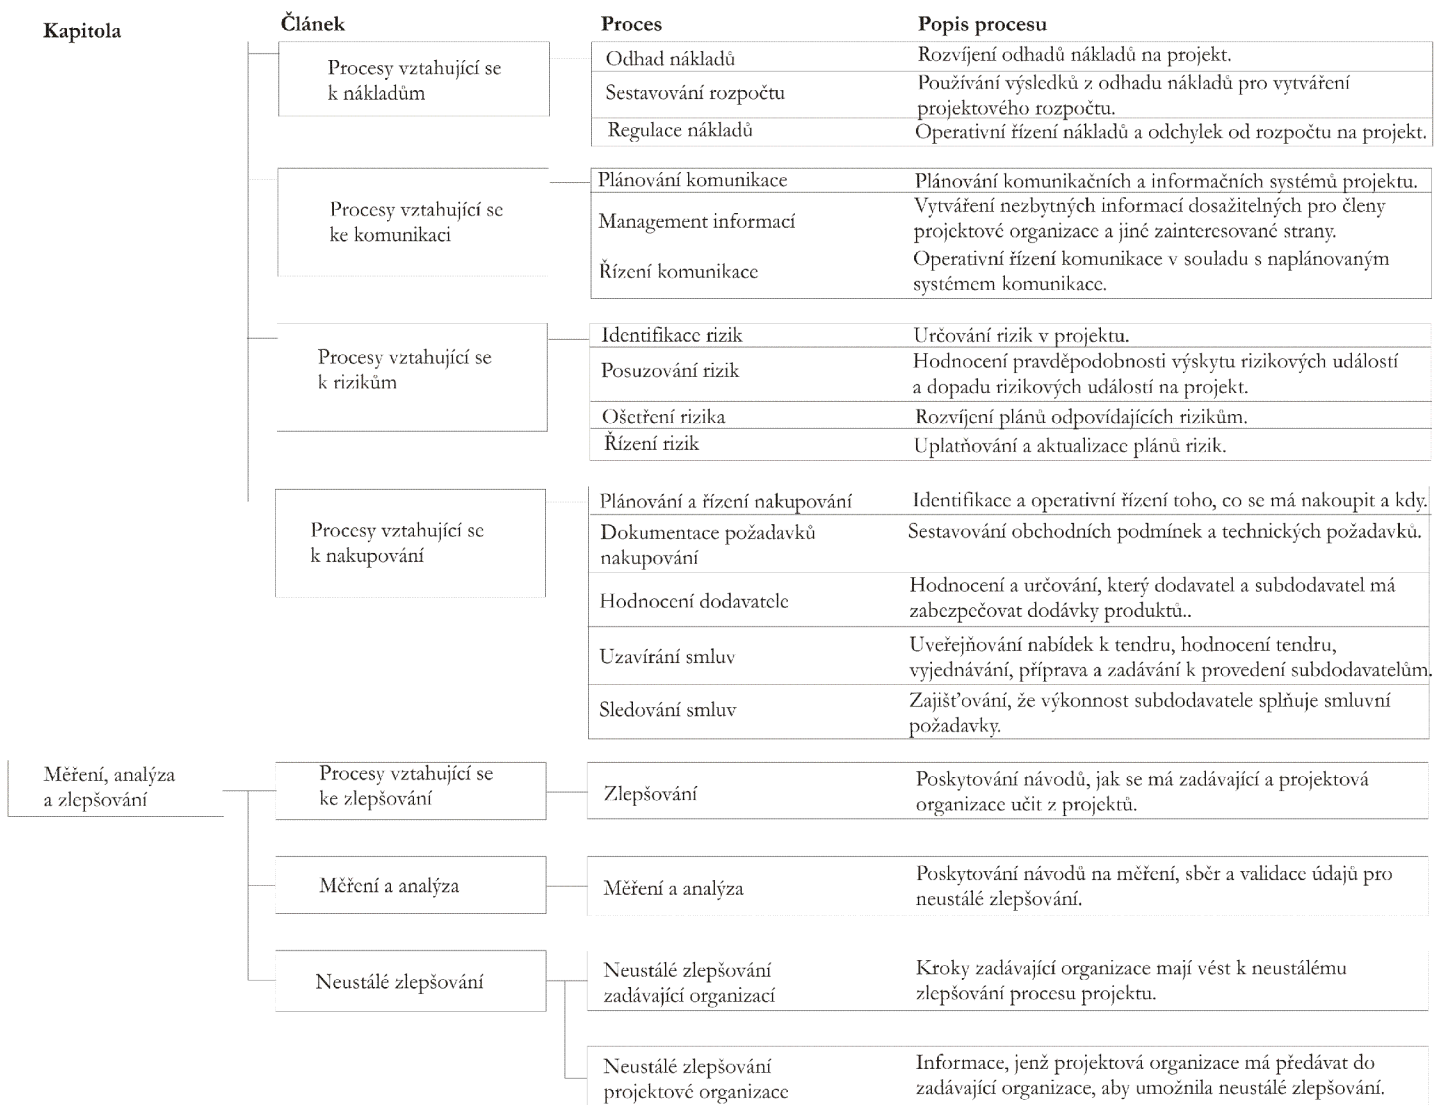 Kapitola
Článek
Proces
Popis procesu
Procesy vztahující se
k nákladům
Odhad nákladů
Rozvíjení odhadů nákladů na projekt.
Sestavování rozpočtu
Používání výsledků z odhadu nákladů pro vytváření
projektového rozpočtu.
Regulace nákladů
Operativní řízení nákladů a odchylek od rozpočtu na projekt.
Procesy vztahující se
ke komunikaci
Plánování komunikace
Plánování komunikačních a informačních systémů projektu.
Management informací
Vytváření nezbytných informací dosažitelných pro členy
projektové organizace a jiné zainteresované strany.
Řízení komunikace
Operativní řízení komunikace v souladu s naplánovaným
systémem komunikace.
Procesy vztahující se
k rizikům
Identifikace rizik
Určování rizik v projektu.
Posuzování rizik
Hodnocení pravděpodobnosti výskytu rizikových událostí
a dopadu rizikových událostí na projekt.
Ošetření rizika
Rozvíjení plánů odpovídajících rizikům.
Řízení rizik
Uplatňování a aktualizace plánů rizik.
Procesy vztahující se
k nakupování
Plánování a řízení nakupování
Identifikace a operativní řízení toho, co se má nakoupit a kdy.
Dokumentace požadavků
nakupování
Sestavování obchodních podmínek a technických požadavků.
Hodnocení dodavatele
Hodnocení a určování, který dodavatel a subdodavatel má
zabezpečovat dodávky produktů..
Uzavírání smluv
Uveřejňování nabídek k tendru, hodnocení tendru,
vyjednávání, příprava a zadávání k provedení subdodavatelům.
Sledování smluv
Zajišťování, že výkonnost subdodavatele splňuje smluvní
požadavky.
Měření, analýza
a zlepšování
Procesy vztahující se
ke zlepšování
Zlepšování
Poskytování návodů, jak se má zadávající a projektová
organizace učit z projektů.
Měření a analýza
Měření a analýza
Poskytování návodů na měření, sběr a validace údajů pro
neustálé zlepšování.
Neustálé zlepšování
Neustálé zlepšování
zadávající organizací
Kroky zadávající organizace mají vést k neustálému
zlepšování procesu projektu.
Neustálé zlepšování
projektové organizace
Informace, jenž projektová organizace má předávat do
zadávající organizace, aby umožnila neustálé zlepšování.